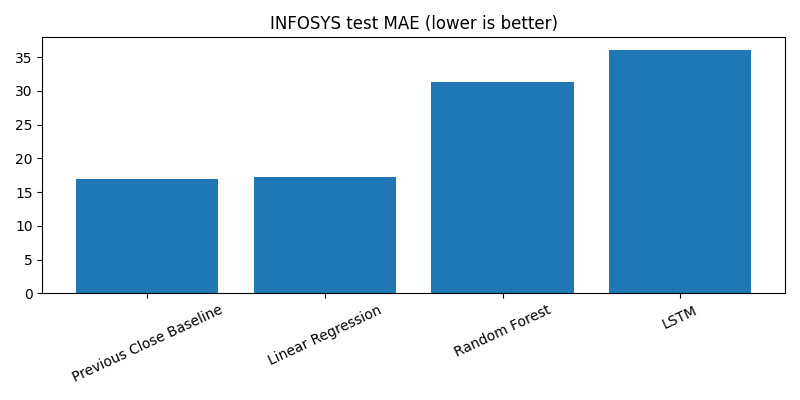 INFOSYS test MAE (lower is better)
35
30
25
20
15
10
5
0
Previous Close Baseline
Linear Regression
Random Forest
LSTM